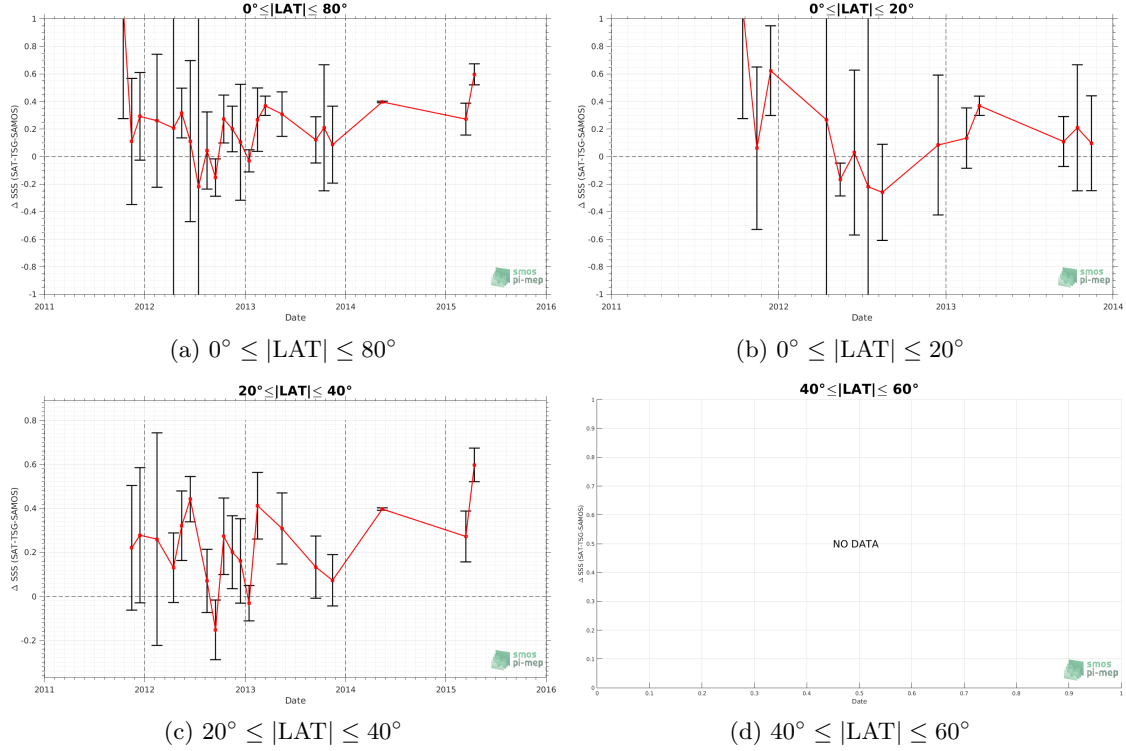 0°≤|LAT|≤ 80°
1
0.8
0.6
0.4
0.2
0
-0.2
-0.4
-0.6
-0.8
-1
Δ SSS (SAT-TSG-SAMOS)
2011
2012
2013
2014
2015
2016
Date
smos
pi-mep
(a) 0° ≤ |LAT| ≤ 80°
0°≤|LAT|≤ 20°
1
0.8
0.6
0.4
0.2
0
-0.2
-0.4
-0.6
-0.8
-1
Δ SSS (SAT-TSG-SAMOS)
2011
2012
2013
2014
Date
smos
pi-mep
(b) 0° ≤ |LAT| ≤ 20°
20°≤|LAT|≤ 40°
0.8
0.6
0.4
0.2
0
-0.2
Δ SSS (SAT-TSG-SAMOS)
2011
2012
2013
2014
2015
2016
Date
smos
pi-mep
(c) 20° ≤ |LAT| ≤ 40°
40°≤|LAT|≤ 60°
1
0.9
0.8
0.7
0.6
0.5
0.4
0.3
0.2
0.1
0
Δ SSS (SAT-TSG-SAMOS)
NO DATA
0
0.1
0.2
0.3
0.4
0.5
0.6
0.7
0.8
0.9
1
Date
smos
pi-mep
(d) 40° ≤ |LAT| ≤ 60°